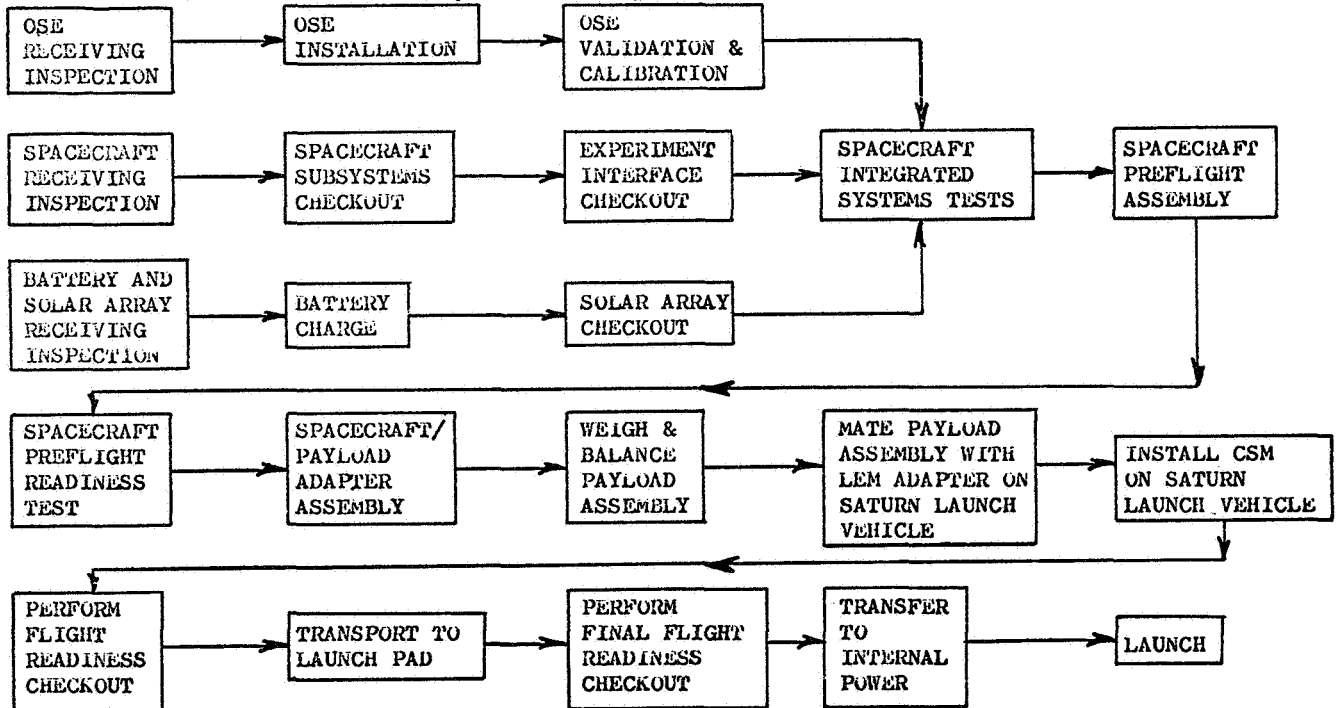 OSE
RECEIVING
INSPECTION
OSE
INSTALLATION
OSE
VALIDATION &
CALIBRATION
SPACECRAFT
RECEIVING
INSPECTION
SPACECRAFT
SUBSYSTEMS
CHECKOUT
EXPERIMENT
INTERFACE
CHECKOUT
SPACECRAFT
INTEGRATED
SYSTEMS TESTS
SPACECRAFT
PREFLIGHT
ASSEMBLY
BATTERY AND
SOLAR ARRAY
RECEIVING
INSPECTION
BATTERY
CHARGE
SOLAR ARRAY
CHECKOUT
SPACECRAFT
PREFLIGHT
READINESS
TEST
SPACECRAFT/
PAYLOAD
ADAPTER
ASSEMBLY
WEIGH &
BALANCE
PAYLOAD
ASSEMBLY
MATE PAYLOAD
ASSEMBLY WITH
LEM ADAPTER ON
SATURN LAUNCH
VEHICLE
INSTALL CSM
ON SATURN
LAUNCH VEHICLE
PERFORM
FLIGHT
READINESS
CHECKOUT
TRANSPORT TO
LAUNCH PAD
PERFORM
FINAL FLIGHT
READINESS
CHECKOUT
TRANSFER
TO
INTERNAL
POWER
LAUNCH